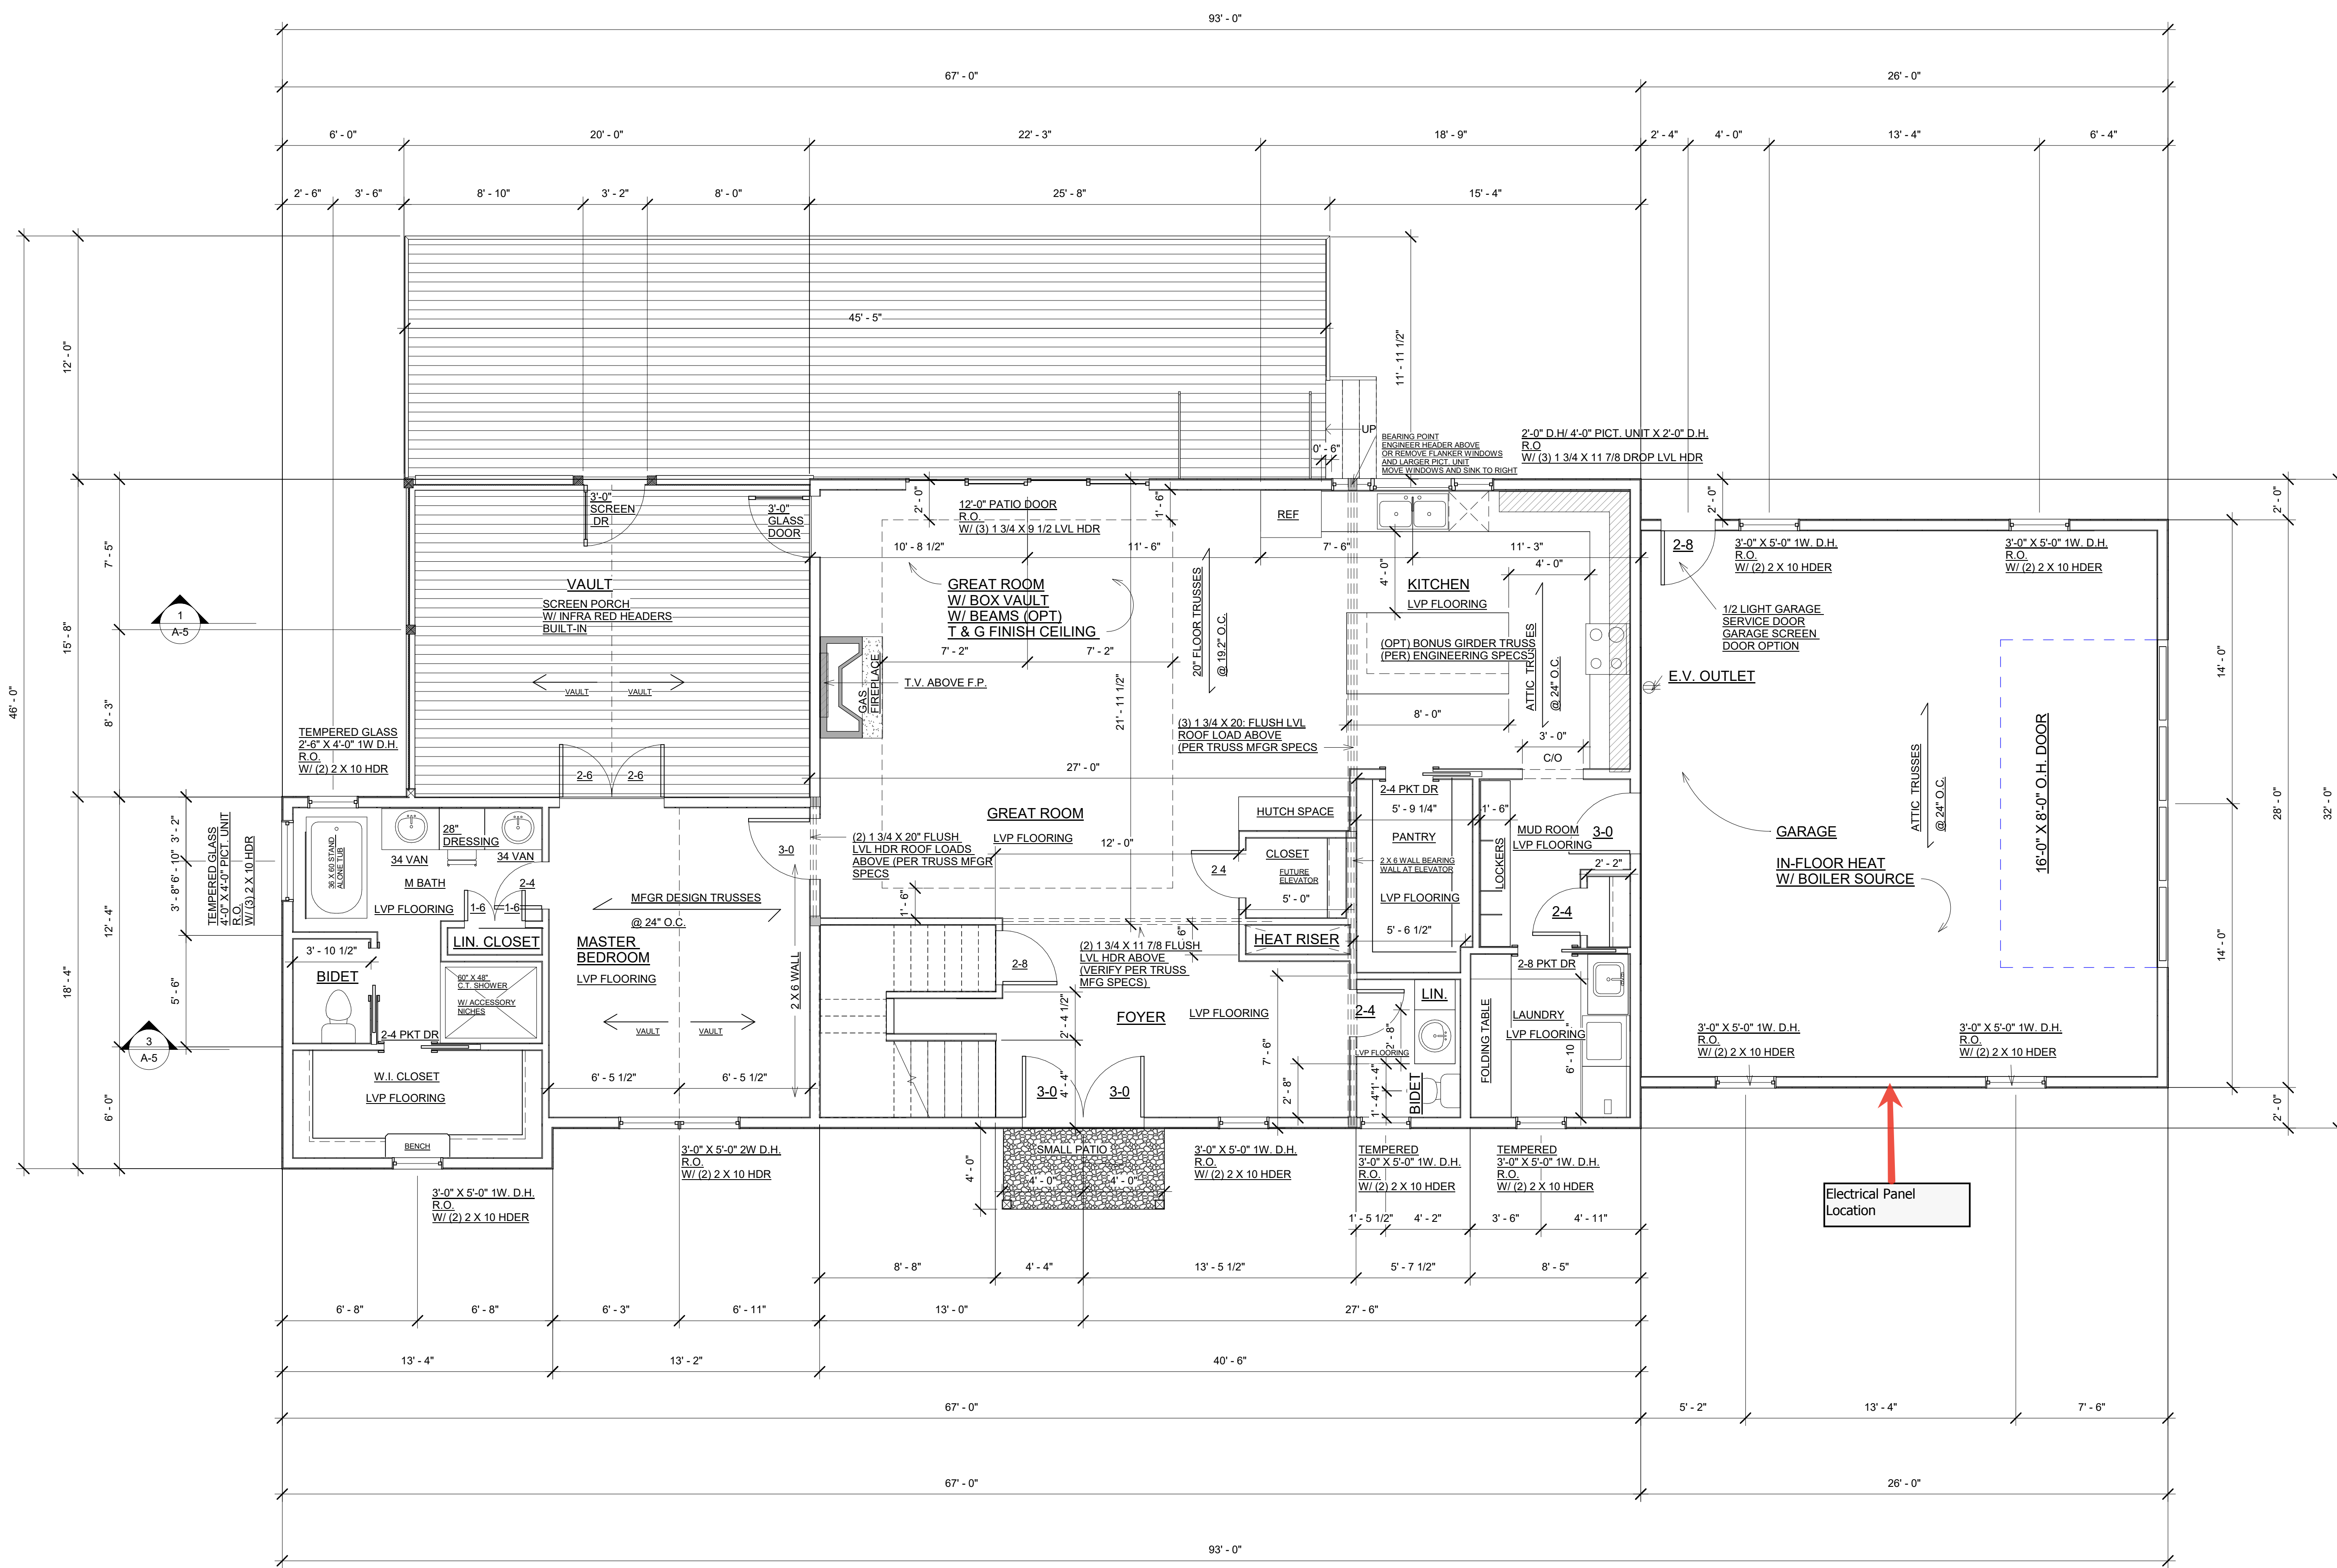 93' - 0"
67' - 0"
26' - 0"
6' - 0"
20' - 0"
22' - 3"
18' - 9"
2' - 4"
4' - 0"
13' - 4"
6' - 4"
2' - 6"
3' - 6"
8' - 10"
3' - 2"
8' - 0"
25' - 8"
15' - 4"
46' - 0"
12' - 0"
15' - 8"
18' - 4"
7' - 5"
8' - 3"
12' - 4"
6' - 0"
3' - 2"
6' - 10"
3' - 8"
5' - 6"
1
A-5
3
A-5
45' - 5"
11' - 11 1/2"
UP
0' - 6"
BEARING POINT
ENGINEER HEADER ABOVE
OR REMOVE FLANKER WINDOWS
AND LARGER PICT. UNIT
MOVE WINDOWS AND SINK TO RIGHT
2'-0" D.H/ 4'-0" PICT. UNIT X 2'-0" D.H.
R.O
W/ (3) 1 3/4 X 11 7/8 DROP LVL HDR
3'-0"
SCREEN
DR
3'-0"
GLASS
DOOR
VAULT
SCREEN PORCH
W/ INFRA RED HEADERS
BUILT-IN
VAULT
VAULT
2-6
2-6
2' - 0"
12'-0" PATIO DOOR
R.O.
W/ (3) 1 3/4 X 9 1/2 LVL HDR
1' - 6"
10' - 8 1/2"
11' - 6"
7' - 6"
11' - 3"
GREAT ROOM
W/ BOX VAULT
W/ BEAMS (OPT)
T & G FINISH CEILING
7' - 2"
7' - 2"
GAS
FIREPLACE
T.V. ABOVE F.P.
21' - 11 1/2"
20" FLOOR TRUSSES
@ 19.2" O.C.
(3) 1 3/4 X 20: FLUSH LVL
ROOF LOAD ABOVE
(PER TRUSS MFGR SPECS
27' - 0"
GREAT ROOM
LVP FLOORING
12' - 0"
(2) 1 3/4 X 20" FLUSH
LVL HDR ROOF LOADS
ABOVE (PER TRUSS MFGR
SPECS
1' - 6"
REF
4' - 0"
KITCHEN
LVP FLOORING
4' - 0"
(OPT) BONUS GIRDER TRUSS
(PER) ENGINEERING SPECS
ATTIC TRUSSES
@ 24" O.C.
8' - 0"
3' - 0"
C/O
2' - 0"
2-8
3'-0" X 5'-0" 1W. D.H.
R.O.
W/ (2) 2 X 10 HDER
3'-0" X 5'-0" 1W. D.H.
R.O.
W/ (2) 2 X 10 HDER
1/2 LIGHT GARAGE
SERVICE DOOR
GARAGE SCREEN
DOOR OPTION
E.V. OUTLET
GARAGE
IN-FLOOR HEAT
W/ BOILER SOURCE
ATTIC TRUSSES
@ 24" O.C.
16'-0" X 8'-0" O.H. DOOR
14' - 0"
14' - 0"
2' - 0"
28' - 0"
2' - 0"
32' - 0"
3'-0" X 5'-0" 1W. D.H.
R.O.
W/ (2) 2 X 10 HDER
3'-0" X 5'-0" 1W. D.H.
R.O.
W/ (2) 2 X 10 HDER
Electrical Panel
Location
TEMPERED GLASS
2'-6" X 4'-0" 1W D.H.
R.O.
W/ (2) 2 X 10 HDR
TEMPERED GLASS
4'-0" X 4'-0" PICT. UNIT
R.O.
W/ (3) 2 X 10 HDR
36 X 60 STAND
ALONE TUB
34 VAN
28"
DRESSING
34 VAN
M BATH
LVP FLOORING
2-4
1-6
1-6
LIN. CLOSET
3' - 10 1/2"
BIDET
60" X 48"
C.T. SHOWER
W/ ACCESSORY
NICHES
2-4 PKT DR
W.I. CLOSET
LVP FLOORING
BENCH
3'-0" X 5'-0" 1W. D.H.
R.O.
W/ (2) 2 X 10 HDER
3-0
MFGR DESIGN TRUSSES
@ 24" O.C.
MASTER
BEDROOM
LVP FLOORING
2 X 6 WALL
VAULT
VAULT
6' - 5 1/2"
6' - 5 1/2"
3'-0" X 5'-0" 2W D.H.
R.O.
W/ (2) 2 X 10 HDR
HUTCH SPACE
CLOSET
FUTURE
ELEVATOR
2 4
5' - 0"
HEAT RISER
6"
(2) 1 3/4 X 11 7/8 FLUSH
LVL HDR ABOVE
(VERIFY PER TRUSS
MFG SPECS)
2-8
2' - 4 1/2"
4' - 4"
FOYER
LVP FLOORING
7' - 6"
2' - 8"
3-0
3-0
SMALL PATIO
4' - 0"
4' - 0"
4' - 0"
3'-0" X 5'-0" 1W. D.H.
R.O.
W/ (2) 2 X 10 HDER
2-4 PKT DR
5' - 9 1/4"
1' - 6"
PANTRY
2 X 6 WALL BEARING
WALL AT ELEVATOR
LVP FLOORING
5' - 6 1/2"
LOCKERS
MUD ROOM
LVP FLOORING
3-0
2' - 2"
2-4
2-8 PKT DR
2-4
LIN.
2' - 8"
LVP FLOORING
1' - 4"
1' - 4"
BIDET
FOLDING TABLE
LAUNDRY
LVP FLOORING
6' - 10"
TEMPERED
3'-0" X 5'-0" 1W. D.H.
R.O.
W/ (2) 2 X 10 HDER
TEMPERED
3'-0" X 5'-0" 1W. D.H.
R.O.
W/ (2) 2 X 10 HDER
1' - 5 1/2"
4' - 2"
3' - 6"
4' - 11"
8' - 8"
4' - 4"
13' - 5 1/2"
5' - 7 1/2"
8' - 5"
6' - 8"
6' - 8"
6' - 3"
6' - 11"
13' - 0"
27' - 6"
13' - 4"
13' - 2"
40' - 6"
67' - 0"
5' - 2"
13' - 4"
7' - 6"
67' - 0"
26' - 0"
93' - 0"